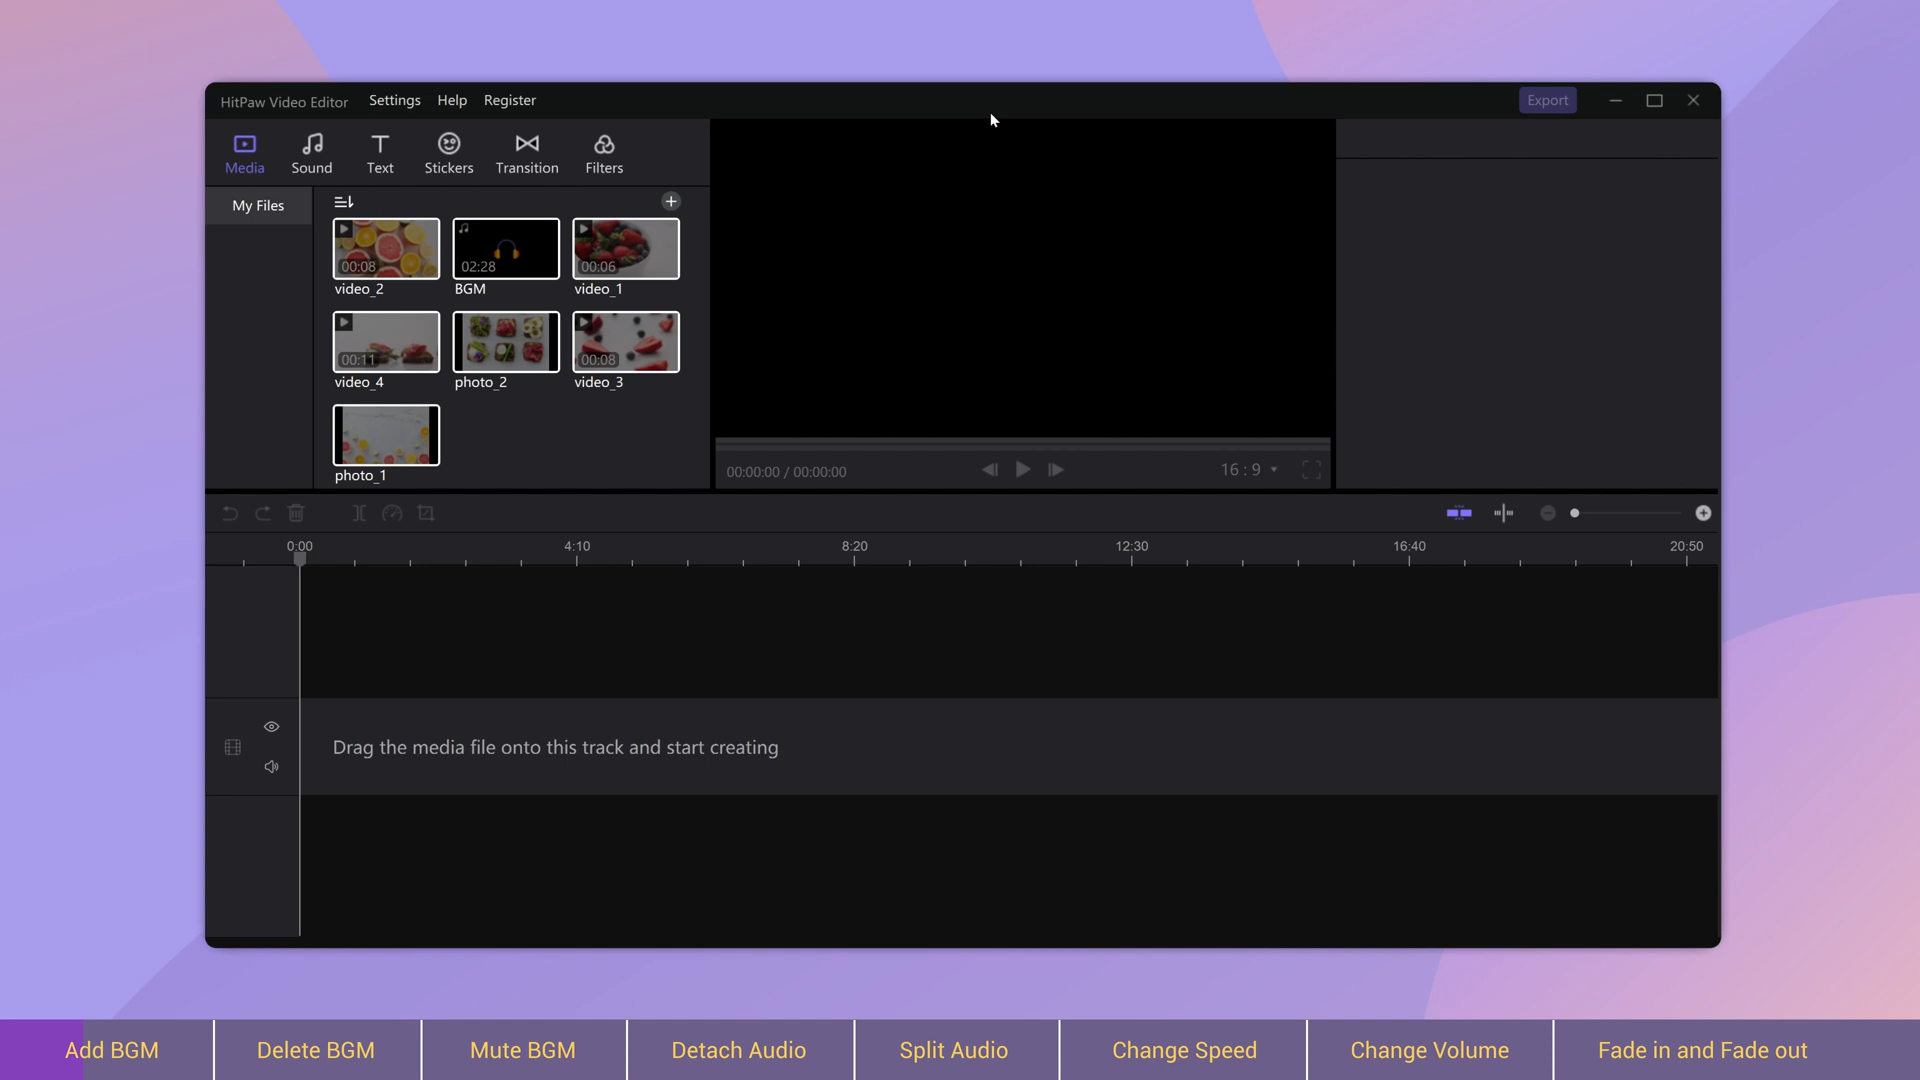 HitPaw Video Editor Settings Help Register Export
Media Sound Text Stickers Transition Filters
My Files
00:08 02:28 00:06
video_2 BGM video_1
00:11 00:08
video_4 photo_2 video_3
photo_1
00:00:00 / 00:00:00 16 : 9
0:00 4:10 8:20 12:30 16:40 20:50
Drag the media file onto this track and start creating
Add BGM Delete BGM Mute BGM Detach Audio Split Audio Change Speed Change Volume Fade in and Fade out